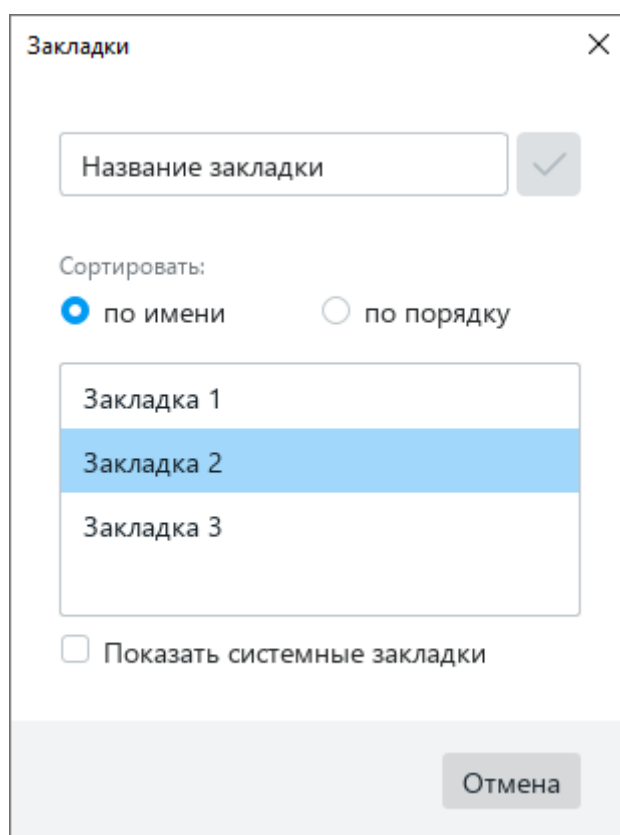 Закладки
Название закладки
Сортировать:
по имени по порядку
Закладка 1
Закладка 2
Закладка 3
Показать системные закладки
Отмена